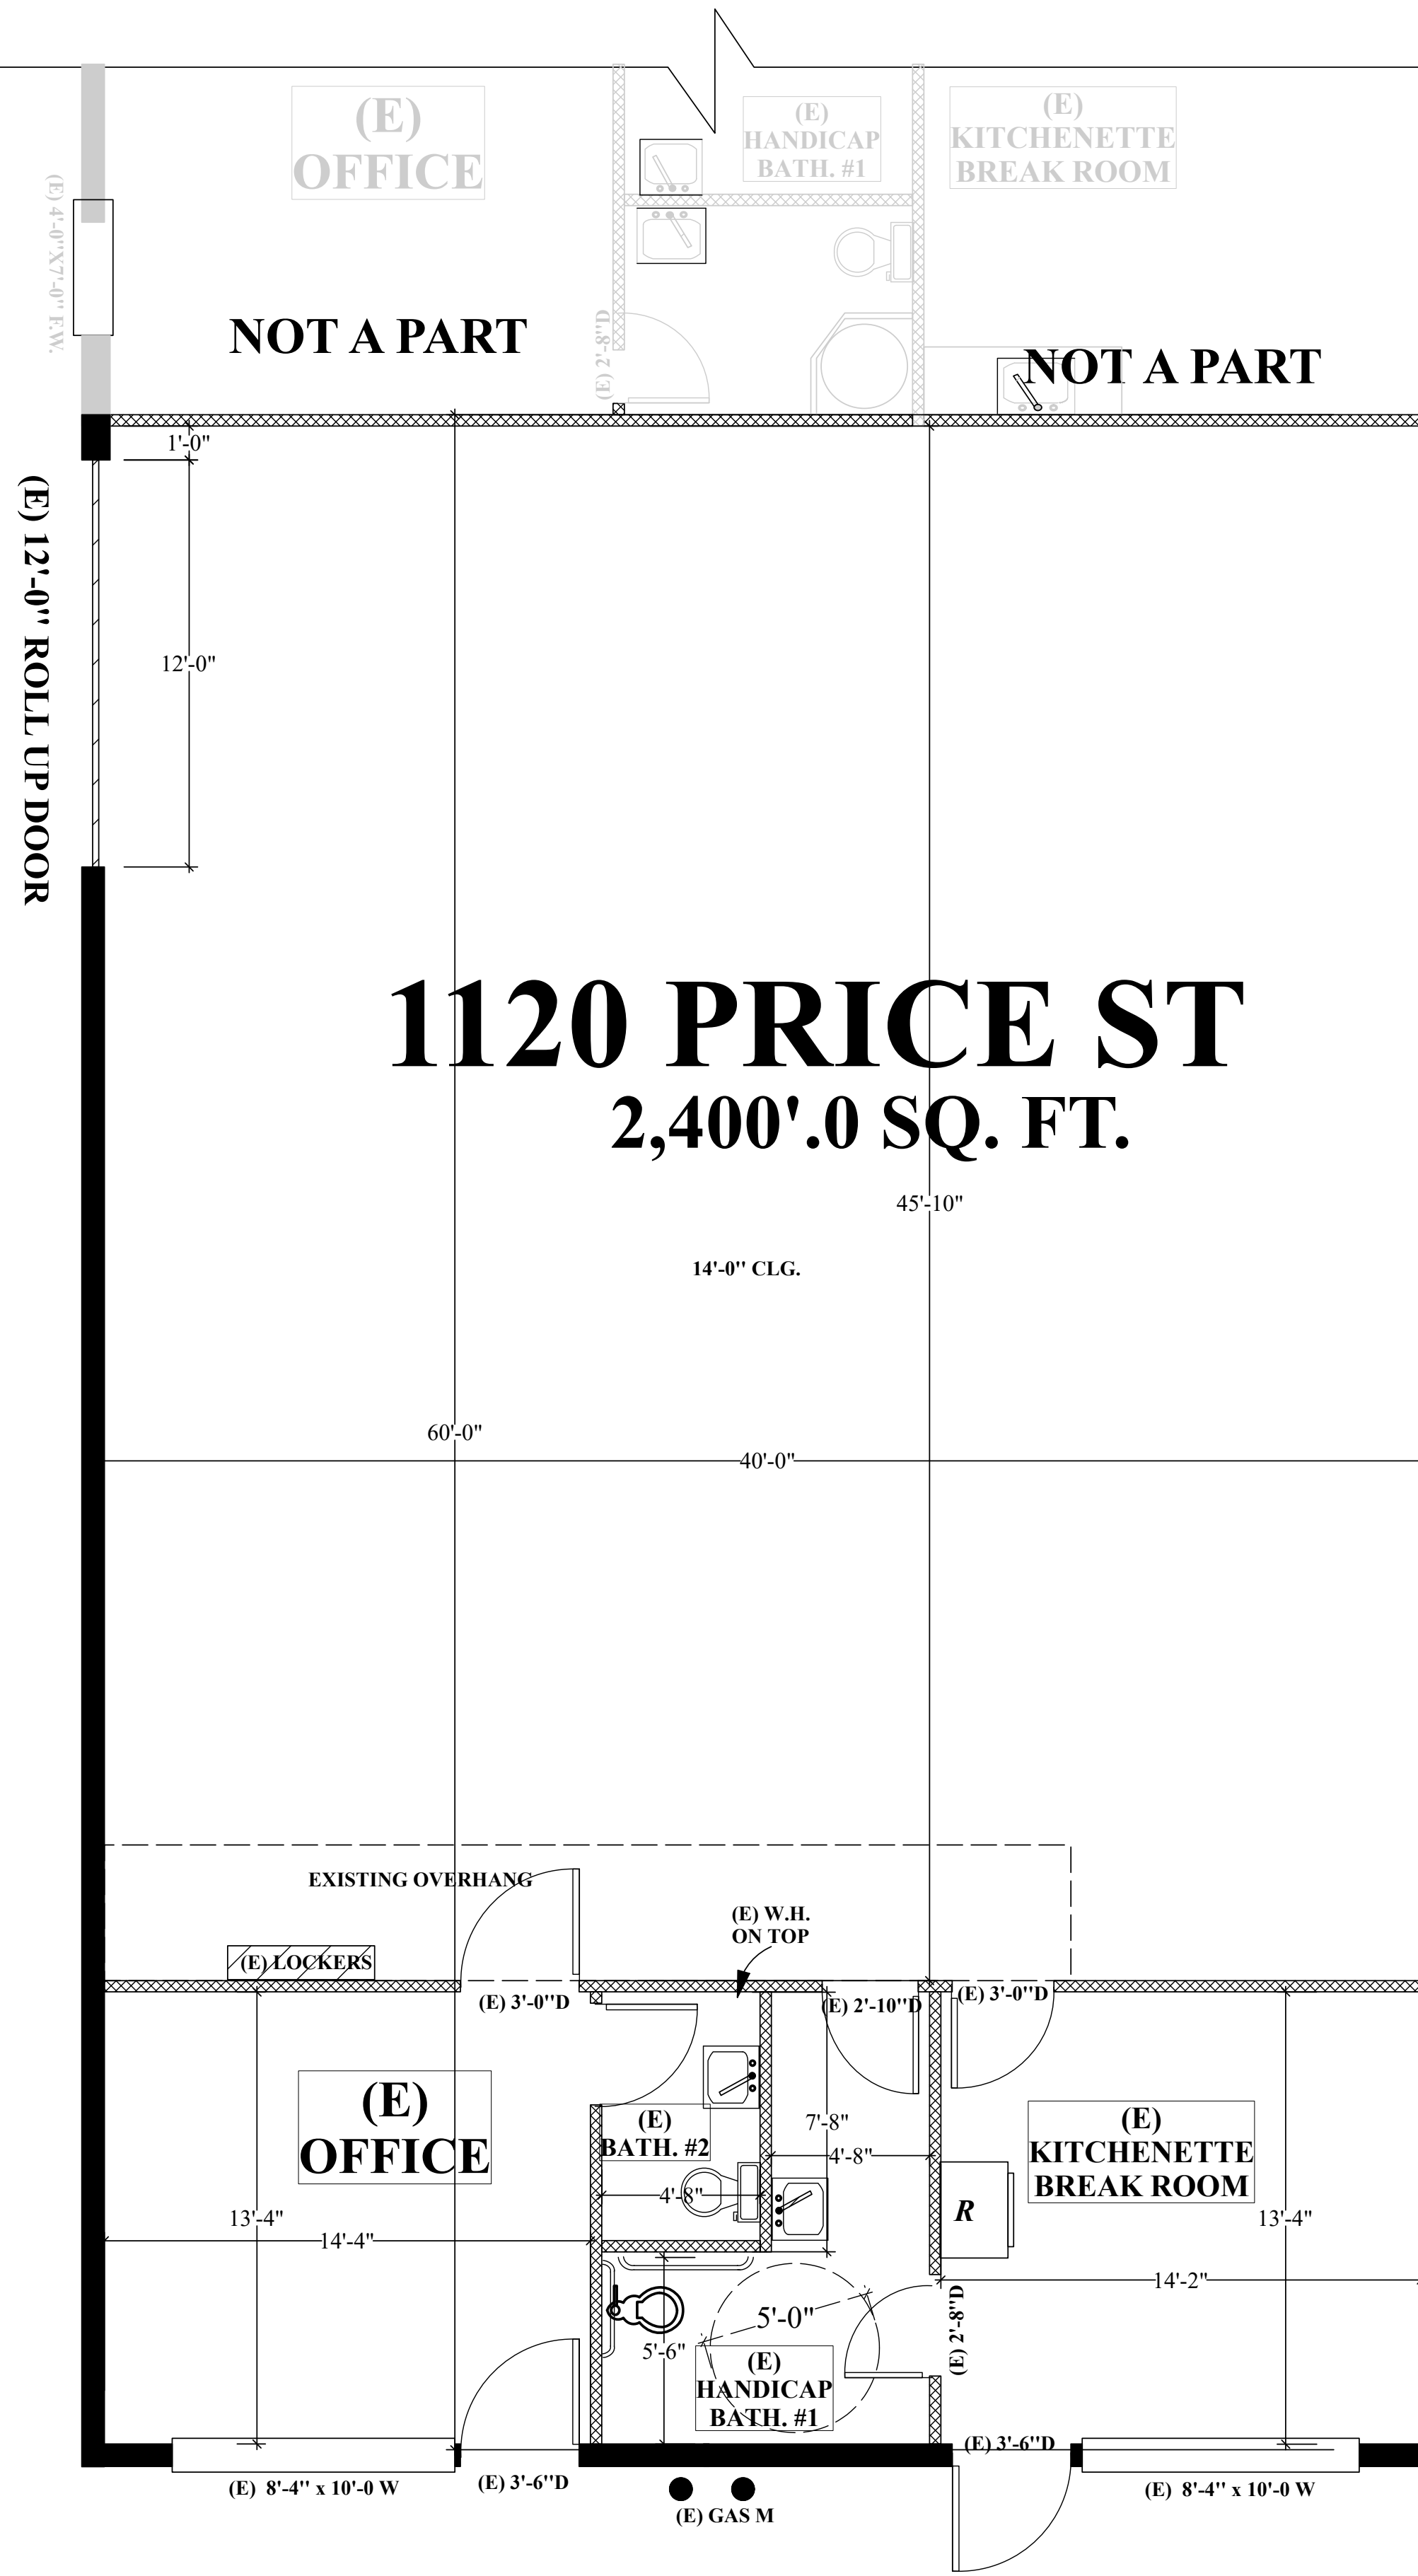 (E)
OFFICE
(E)
HANDICAP
BATH. #1
(E)
KITCHENETTE
BREAK ROOM
(E) 4'-0"X7'-0" F.W.
(E) 2'-8"D
NOT A PART
NOT A PART
1'-0"
(E) 12'-0" ROLL UP DOOR
12'-0"
1120 PRICE ST
2,400'.0 SQ. FT.
45'-10"
14'-0" CLG.
60'-0"
40'-0"
EXISTING OVERHANG
(E) W.H.
ON TOP
(E) LOCKERS
(E) 3'-0"D
(E) 2'-10"D
(E) 3'-0"D
(E)
OFFICE
(E)
BATH. #2
7'-8"
4'-8"
(E)
KITCHENETTE
BREAK ROOM
4'-8"
R
13'-4"
13'-4"
14'-4"
14'-2"
5'-0"
(E) 2'-8"D
5'-6"
(E)
HANDICAP
BATH. #1
(E) 3'-6"D
(E) 8'-4" x 10'-0 W
(E) 3'-6"D
(E) 8'-4" x 10'-0 W
(E) GAS M